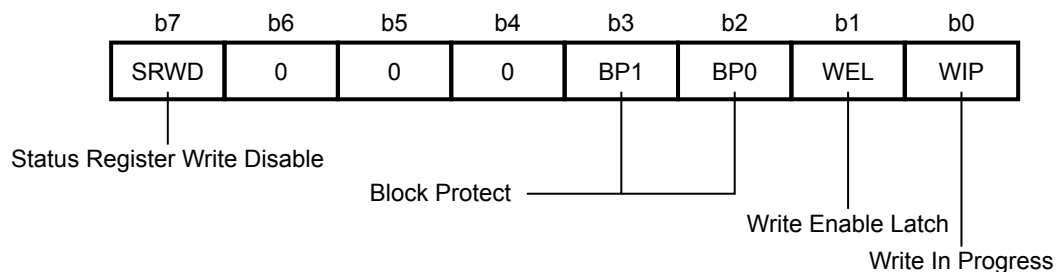 b7 b6 b5 b4 b3 b2 b1 b0
SRWD 0 0 0 BP1 BP0 WEL WIP
Status Register Write Disable
Block Protect
Write Enable Latch
Write In Progress